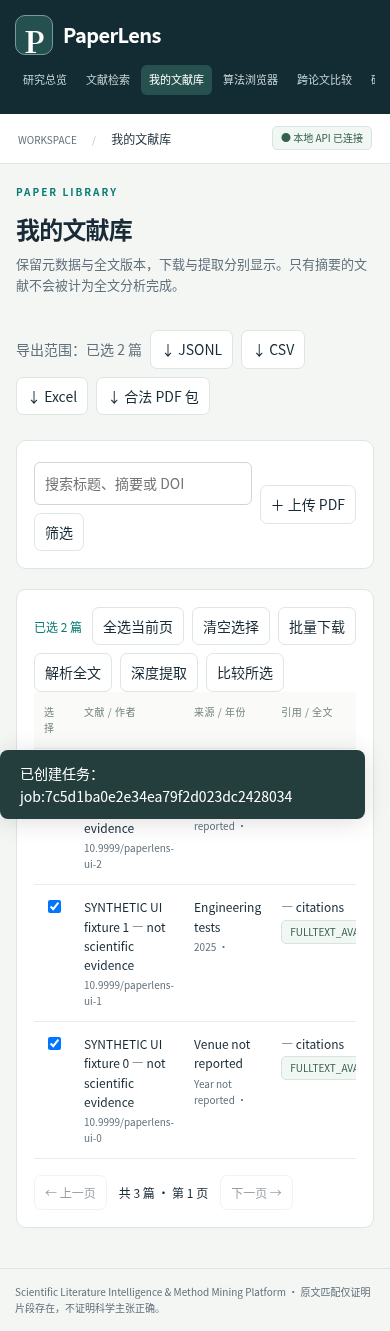 P PaperLens
研究总览 文献检索 我的文献库 算法浏览器 跨论文比较
WORKSPACE / 我的文献库 ● 本地 API 已连接
PAPER LIBRARY
我的文献库
保留元数据与全文版本，下载与提取分别显示。只有摘要的文
献不会被计为全文分析完成。
导出范围：已选 2 篇 ↓ JSONL ↓ CSV
↓ Excel ↓ 合法 PDF 包
搜索标题、摘要或 DOI
＋ 上传 PDF
筛选
已选 2 篇 全选当前页 清空选择 批量下载
解析全文 深度提取 比较所选
选择 文献 / 作者 来源 / 年份 引用 / 全文
已创建任务：
job:7c5d1ba0e2e34ea79f2d023dc2428034
evidence
reported ·
10.9999/paperlens-
ui-2
SYNTHETIC UI
fixture 1 — not
scientific
evidence
10.9999/paperlens-
ui-1
Engineering
tests
2025 ·
— citations
FULLTEXT_AVA
SYNTHETIC UI
fixture 0 — not
scientific
evidence
10.9999/paperlens-
ui-0
Venue not
reported
Year not
reported ·
— citations
FULLTEXT_AVA
← 上一页 共 3 篇 · 第 1 页 下一页 →
Scientific Literature Intelligence & Method Mining Platform · 原文匹配仅证明
片段存在，不证明科学主张正确。